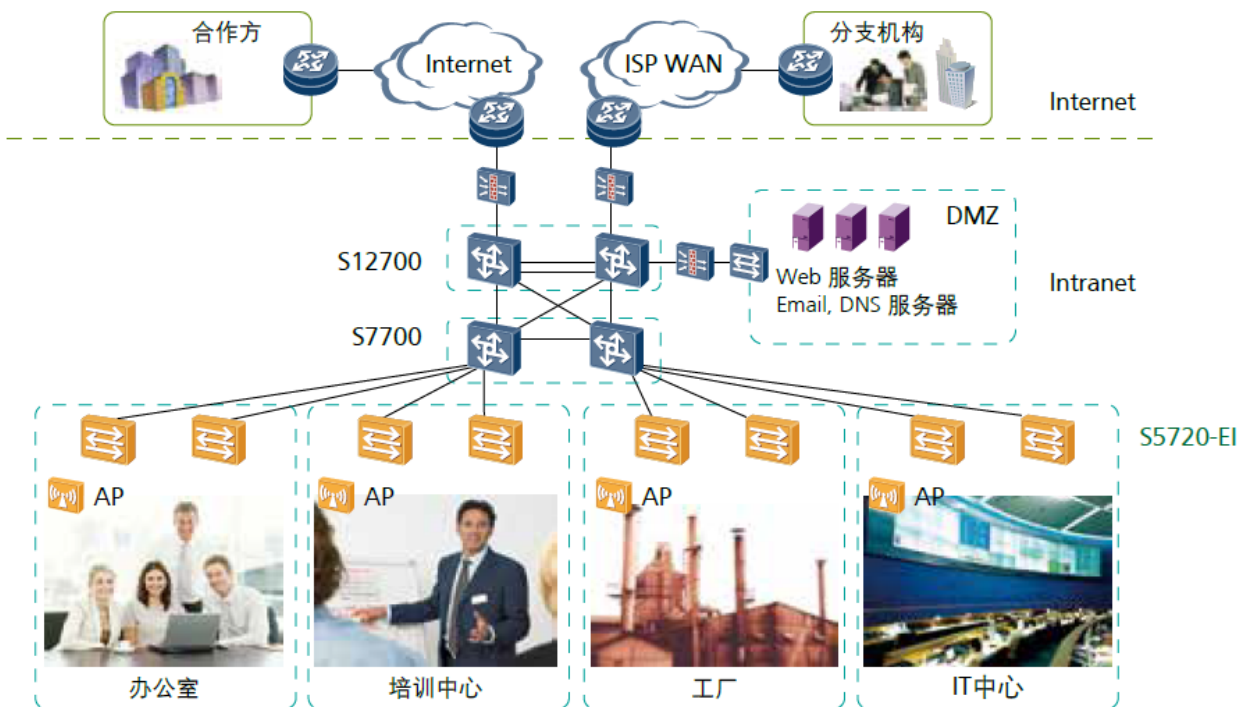 合作方
Internet
ISP WAN
分支机构
Internet
DMZ
S12700
Web 服务器
Email, DNS 服务器
Intranet
S7700
S5720-EI
AP
AP
AP
AP
办公室
培训中心
工厂
IT中心